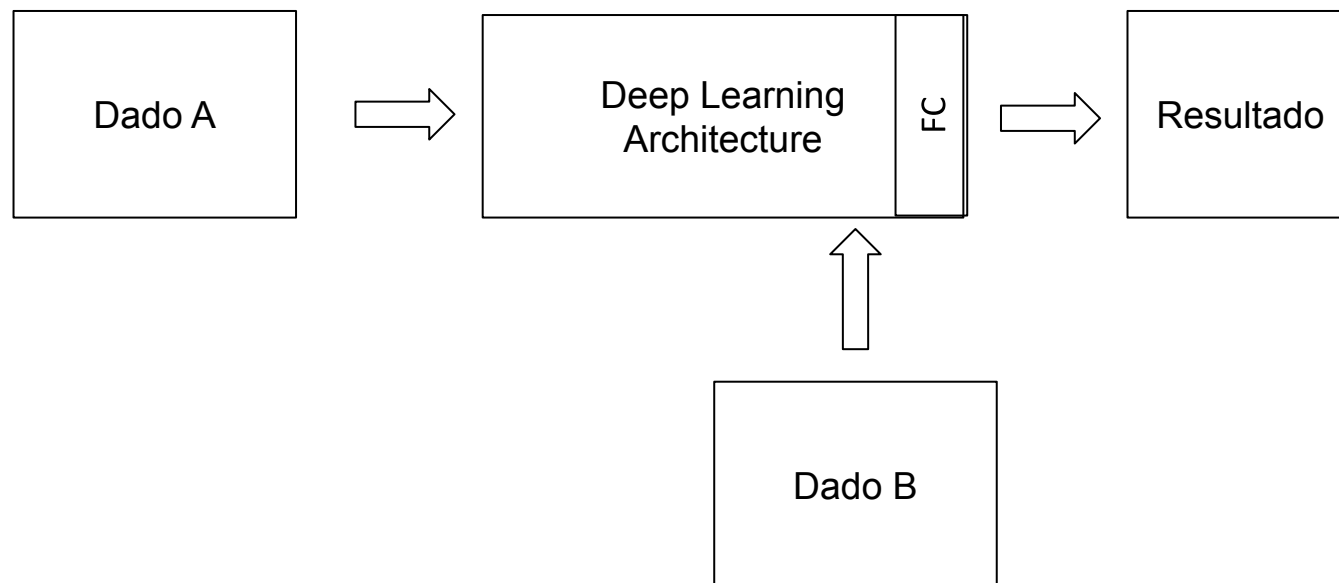 Dado A
Deep Learning
Architecture
FC
Resultado
Dado B